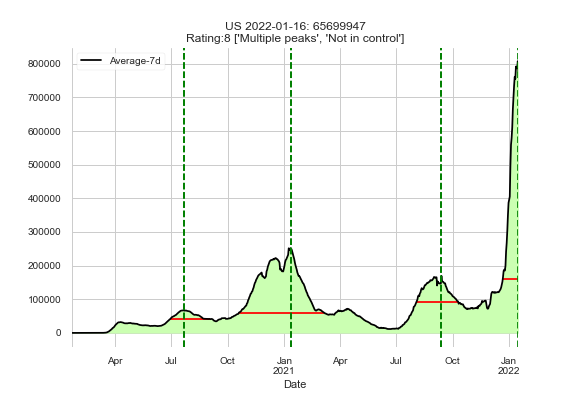 US 2022-01-16: 65699947
Rating:8 ['Multiple peaks', 'Not in control']
Average-7d
800000
700000
600000
500000
400000
300000
200000
100000
0
Apr Jul Oct Jan Apr Jul Oct Jan
2021 2022
Date